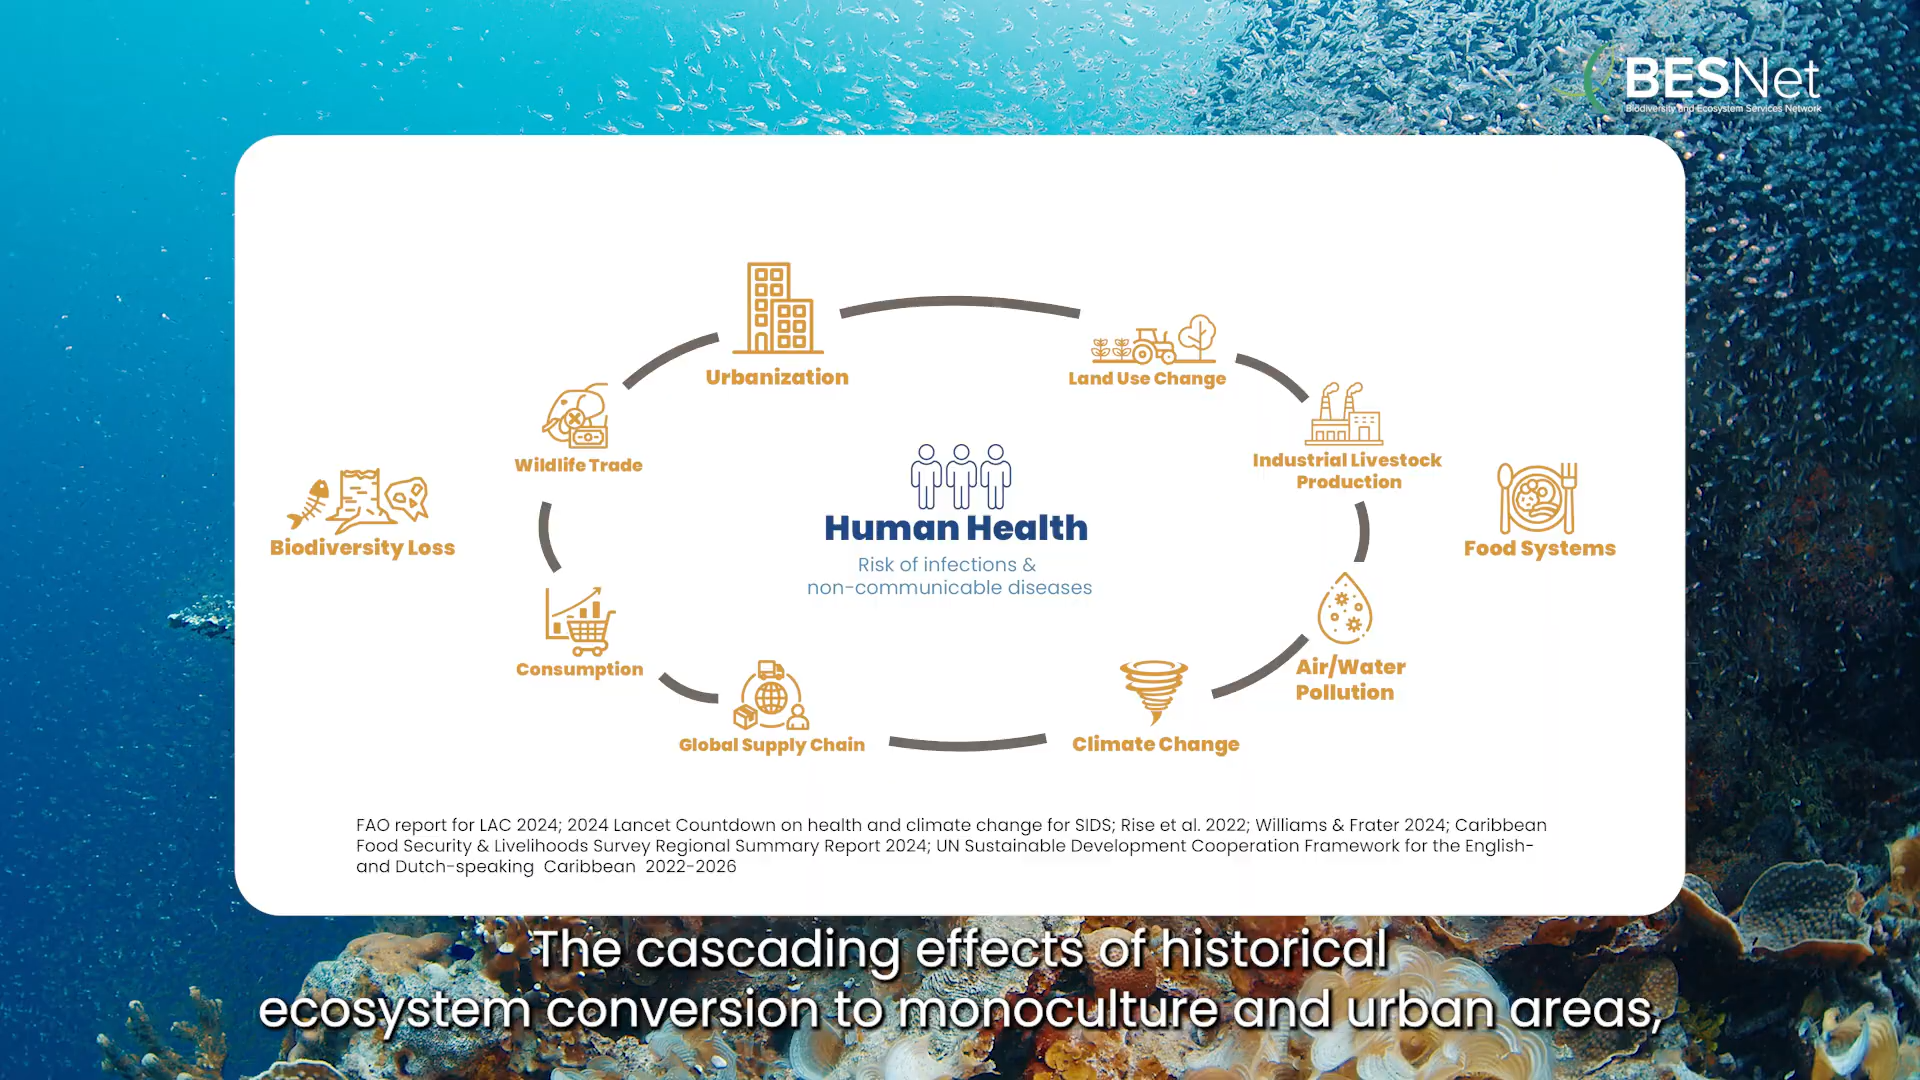 BESNet
Biodiversity and Ecosystem Services Network
Urbanization
Land Use Change
Wildlife Trade
Industrial Livestock
Production
Biodiversity Loss
Human Health
Risk of infections &
non-communicable diseases
Food Systems
Consumption
Air/Water
Pollution
Global Supply Chain
Climate Change
FAO report for LAC 2024; 2024 Lancet Countdown on health and climate change for SIDS; Rise et al. 2022; Williams & Frater 2024; Caribbean
Food Security & Livelihoods Survey Regional Summary Report 2024; UN Sustainable Development Cooperation Framework for the English-
and Dutch-speaking Caribbean 2022-2026
The cascading effects of historical
ecosystem conversion to monoculture and urban areas,